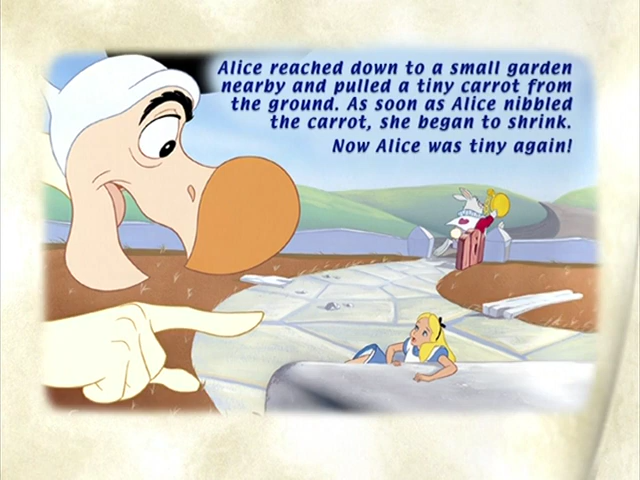 Alice reached down to a small garden
nearby and pulled a tiny carrot from
the ground. As soon as Alice nibbled
the carrot, she began to shrink.
Now Alice was tiny again!